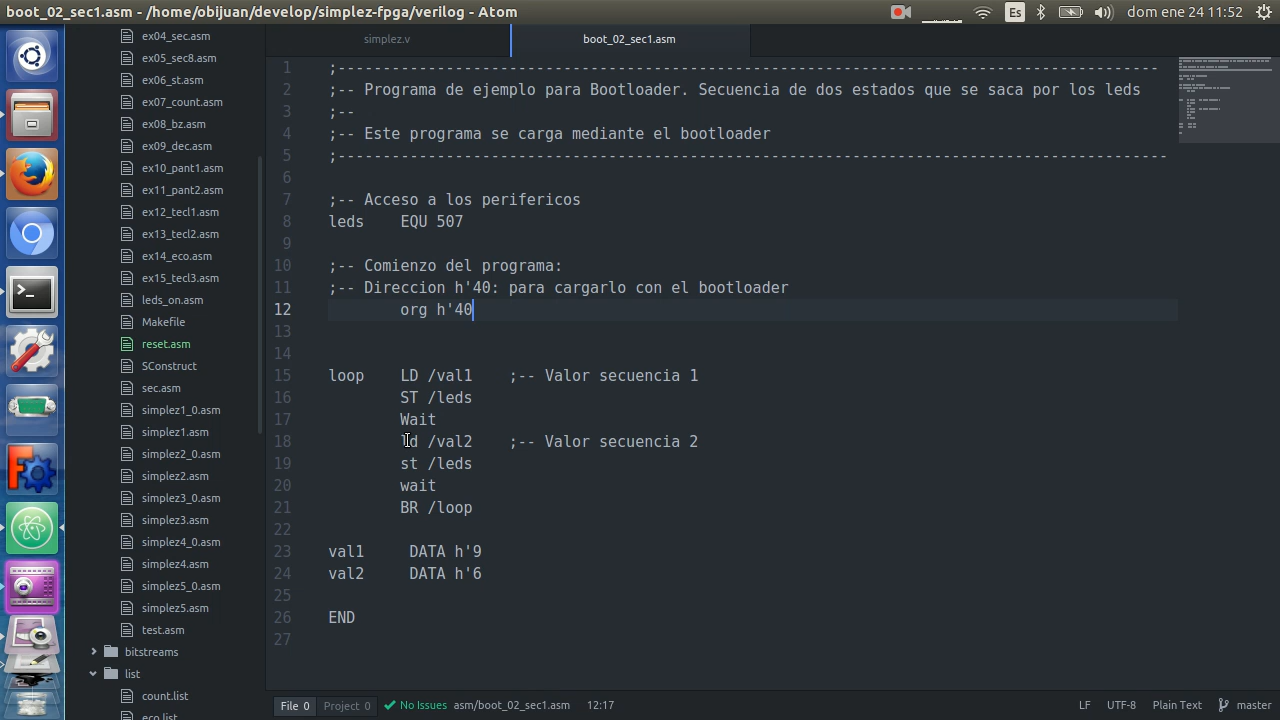 boot_02_sec1.asm - /home/obijuan/develop/simplez-fpga/verilog - Atom
Es
dom ene 24 11:52
ex04_sec.asm
ex05_sec8.asm
ex06_st.asm
ex07_count.asm
ex08_bz.asm
ex09_dec.asm
ex10_pant1.asm
ex11_pant2.asm
ex12_tecl1.asm
ex13_tecl2.asm
ex14_eco.asm
ex15_tecl3.asm
leds_on.asm
Makefile
reset.asm
SConstruct
sec.asm
simplez1_0.asm
simplez1.asm
simplez2_0.asm
simplez2.asm
simplez3_0.asm
simplez3.asm
simplez4_0.asm
simplez4.asm
simplez5_0.asm
simplez5.asm
test.asm
bitstreams
list
count.list
eco.list
simplez.v
boot_02_sec1.asm
1 ;-------------------------------------------------------------------------------------------
2 ;-- Programa de ejemplo para Bootloader. Secuencia de dos estados que se saca por los leds
3 ;--
4 ;-- Este programa se carga mediante el bootloader
5 ;--------------------------------------------------------------------------------------------
6
7 ;-- Acceso a los perifericos
8 leds    EQU 507
9
10 ;-- Comienzo del programa:
11 ;-- Direccion h'40: para cargarlo con el bootloader
12         org h'40
13
14
15 loop    LD /val1    ;-- Valor secuencia 1
16         ST /leds
17         Wait
18         ld /val2    ;-- Valor secuencia 2
19         st /leds
20         wait
21         BR /loop
22
23 val1     DATA h'9
24 val2     DATA h'6
25
26 END
27
File 0
Project 0
No Issues
asm/boot_02_sec1.asm
12:17
LF
UTF-8
Plain Text
master